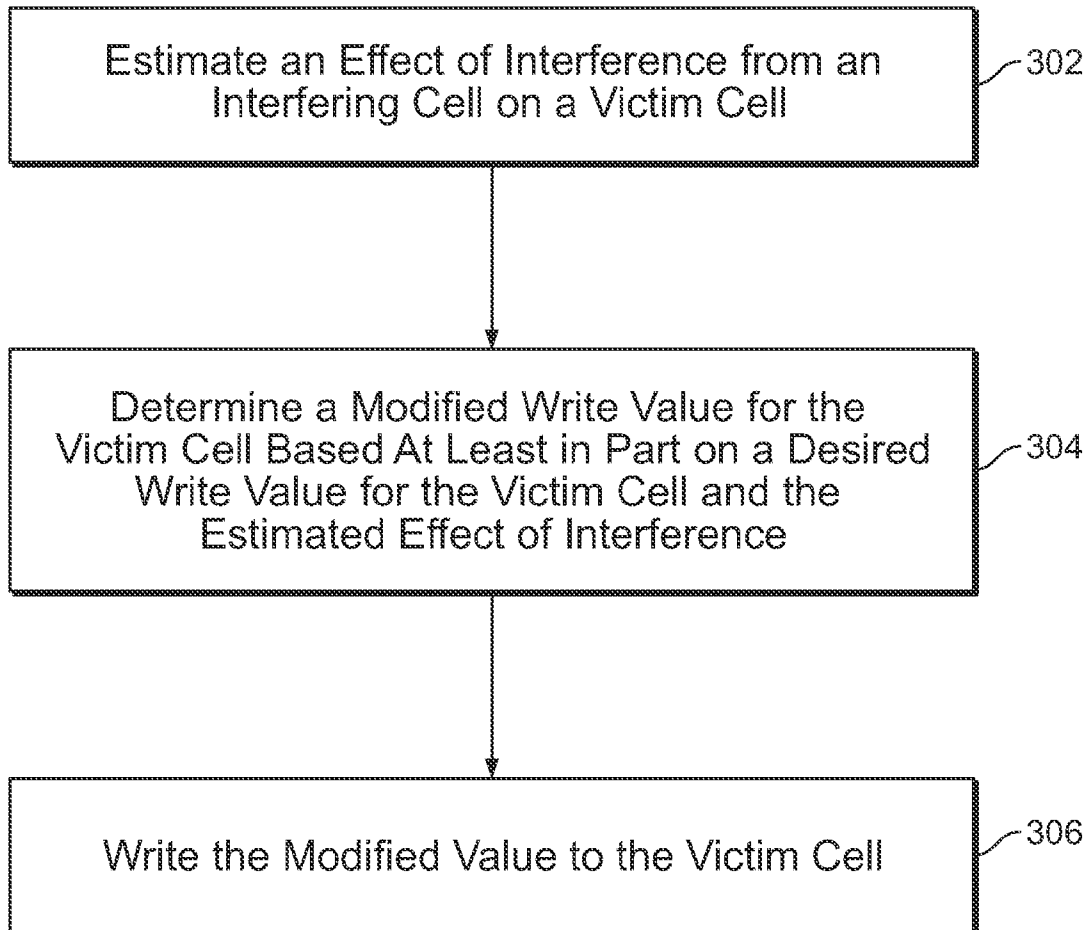 Estimate an Effect of Interference from an
Interfering Cell on a Victim Cell
302
Determine a Modified Write Value for the
Victim Cell Based At Least in Part on a Desired
Write Value for the Victim Cell and the
Estimated Effect of Interference
304
Write the Modified Value to the Victim Cell
306